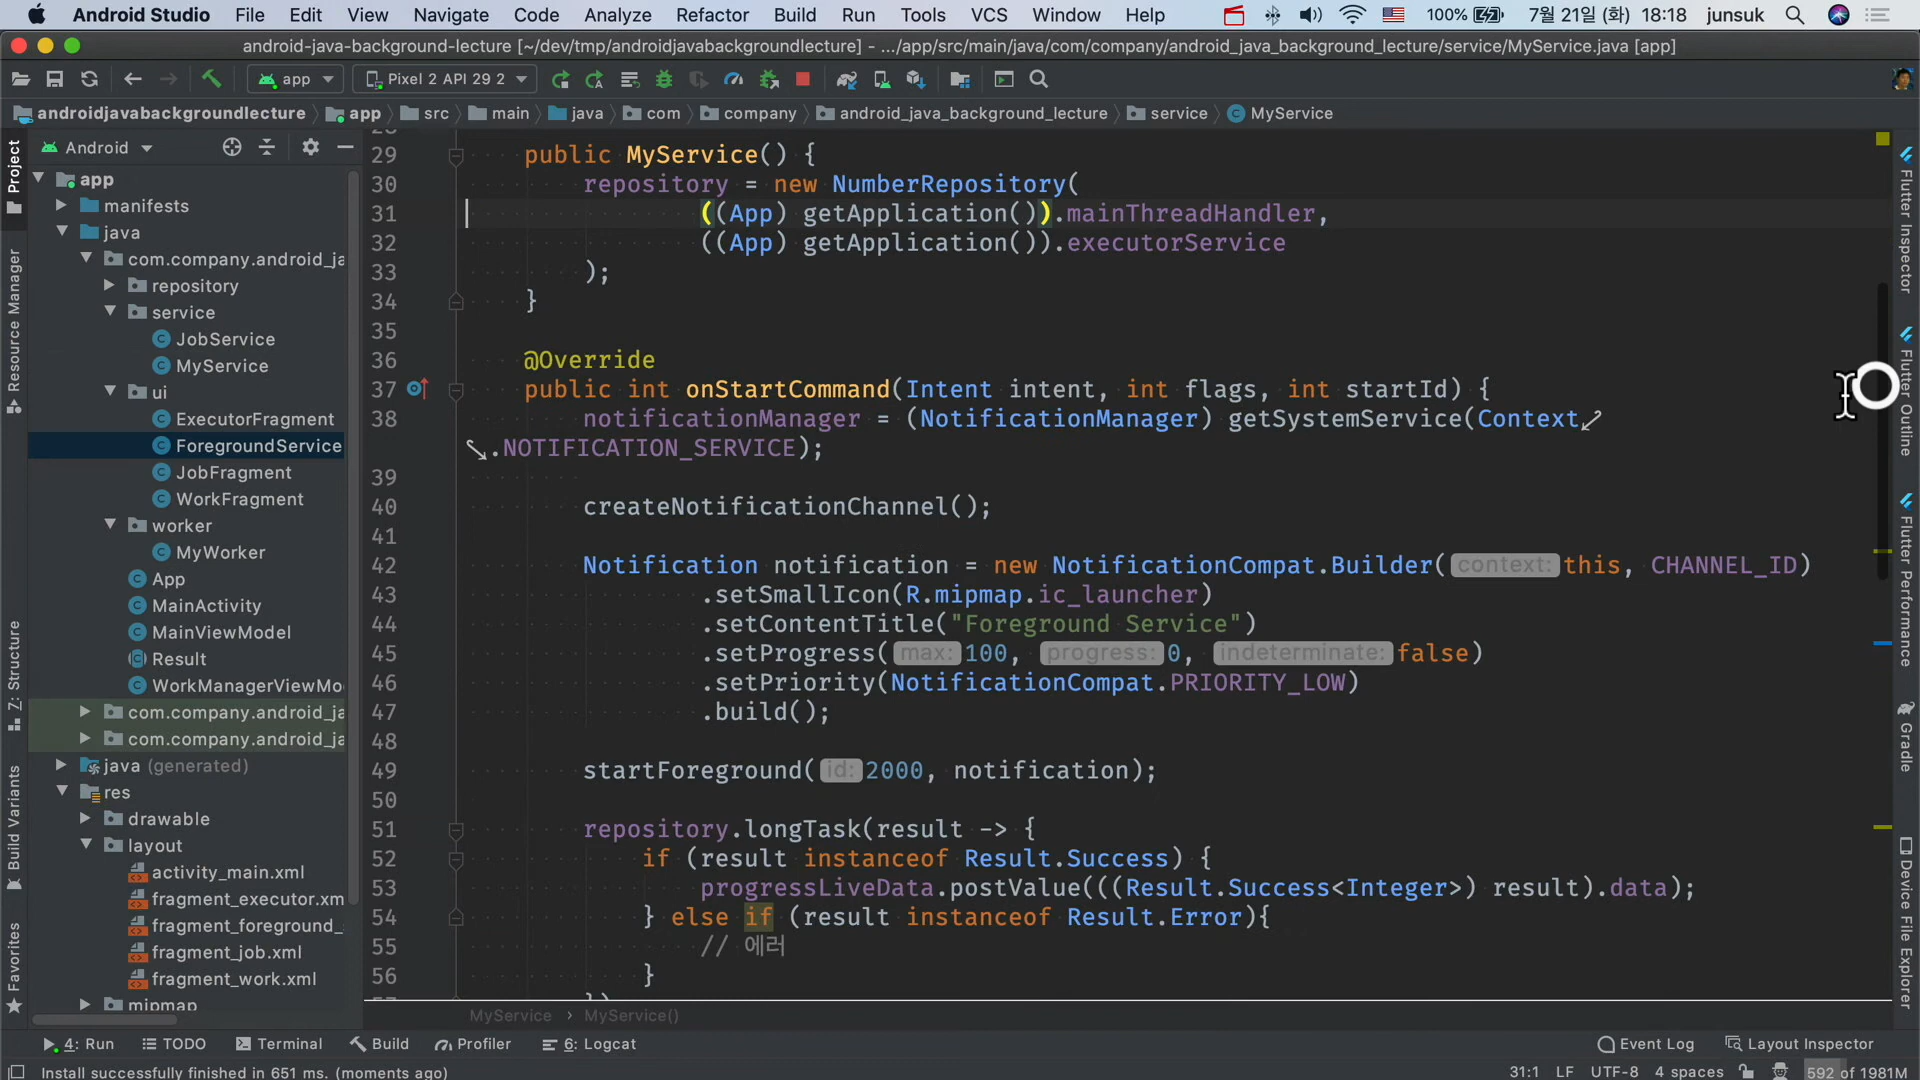 Android Studio File Edit View Navigate Code Analyze Refactor Build Run Tools VCS Window Help 100% 7월 21일 (화) 18:18 junsuk
android-java-background-lecture [~/dev/tmp/androidjavabackgroundlecture] - .../app/src/main/java/com/company/android_java_background_lecture/service/MyService.java [app]
app Pixel 2 API 29 2
androidjavabackgroundlecture app src main java com company android_java_background_lecture service MyService
Project
Resource Manager
Z: Structure
Build Variants
Favorites
Android
app
manifests
java
com.company.android_ja
repository
service
JobService
MyService
ui
ExecutorFragment
ForegroundService
JobFragment
WorkFragment
worker
MyWorker
App
MainActivity
MainViewModel
Result
WorkManagerViewMo
com.company.android_ja
com.company.android_ja
java (generated)
res
drawable
layout
activity_main.xml
fragment_executor.xm
fragment_foreground_
fragment_job.xml
fragment_work.xml
mipmap
29 public MyService() {
30 repository = new NumberRepository(
31 ((App) getApplication()).mainThreadHandler,
32 ((App) getApplication()).executorService
33 );
34 }
35
36 @Override
37 public int onStartCommand(Intent intent, int flags, int startId) {
38 notificationManager = (NotificationManager) getSystemService(Context
.NOTIFICATION_SERVICE);
39
40 createNotificationChannel();
41
42 Notification notification = new NotificationCompat.Builder( context: this, CHANNEL_ID)
43 .setSmallIcon(R.mipmap.ic_launcher)
44 .setContentTitle("Foreground Service")
45 .setProgress( max: 100, progress: 0, indeterminate: false)
46 .setPriority(NotificationCompat.PRIORITY_LOW)
47 .build();
48
49 startForeground( id: 2000, notification);
50
51 repository.longTask(result -> {
52 if (result instanceof Result.Success) {
53 progressLiveData.postValue(((Result.Success<Integer>) result).data);
54 } else if (result instanceof Result.Error){
55 // 에러
56 }
MyService › MyService()
Flutter Inspector
Flutter Outline
Flutter Performance
Gradle
Device File Explorer
4: Run TODO Terminal Build Profiler 6: Logcat Event Log Layout Inspector
Install successfully finished in 651 ms. (moments ago) 31:1 LF UTF-8 4 spaces 592 of 1981M